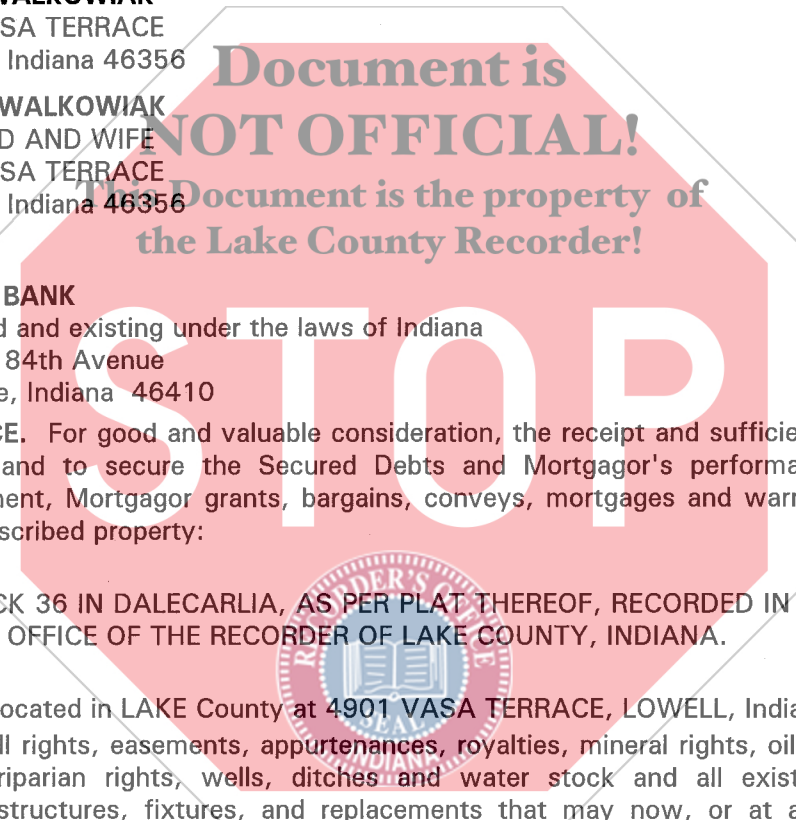 WALKOWIAK
SA TERRACE
Indiana 46356
Document is
WALKOWIAK
D AND WIFE
NOT OFFICIAL!
SA TERRACE
This Document is the property of
Indiana 46356
the Lake County Recorder!
BANK
d and existing under the laws of Indiana
84th Avenue
e, Indiana 46410
STOP
CE. For good and valuable consideration, the receipt and sufficie
and to secure the Secured Debts and Mortgagor's performa
ent, Mortgagor grants, bargains, conveys, mortgages and warr
scribed property:
CK 36 IN DALECARLIA, AS PER PLAT THEREOF, RECORDED IN
OFFICE OF THE RECORDER OF LAKE COUNTY, INDIANA.
RECORDER'S OFFICE
SEAL
INDIANA
ocated in LAKE County at 4901 VASA TERRACE, LOWELL, India
ll rights, easements, appurtenances, royalties, mineral rights, oil
riparian rights, wells, ditches and water stock and all exist
structures, fixtures, and replacements that may now, or at a